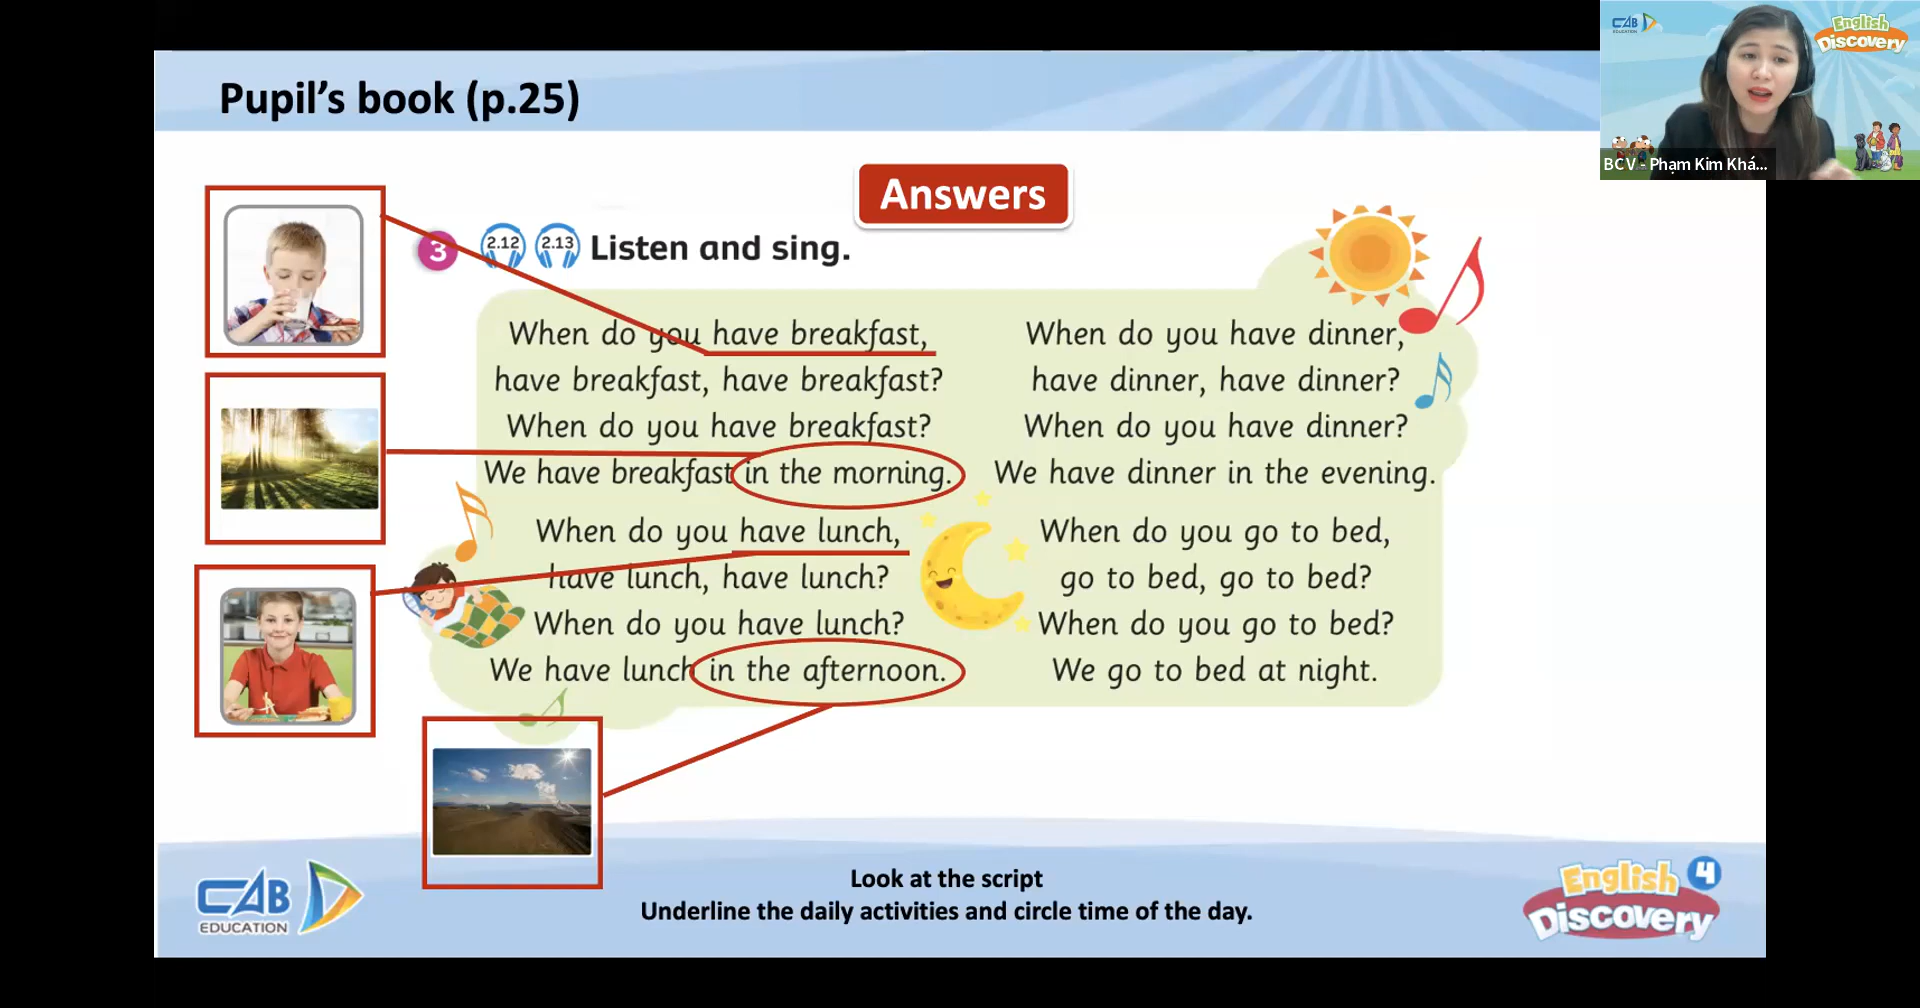 Pupil's book (p.25)
Answers
3 2.12 2.13 Listen and sing.
When do you have breakfast,
have breakfast, have breakfast?
When do you have breakfast?
We have breakfast in the morning.
When do you have lunch,
have lunch, have lunch?
When do you have lunch?
We have lunch in the afternoon.
When do you have dinner,
have dinner, have dinner?
When do you have dinner?
We have dinner in the evening.
When do you go to bed,
go to bed, go to bed?
When do you go to bed?
We go to bed at night.
Look at the script
Underline the daily activities and circle time of the day.
CAB
EDUCATION
English 4
Discovery
CAB
EDUCATION
English
Discovery
BCV - Phạm Kim Khá...